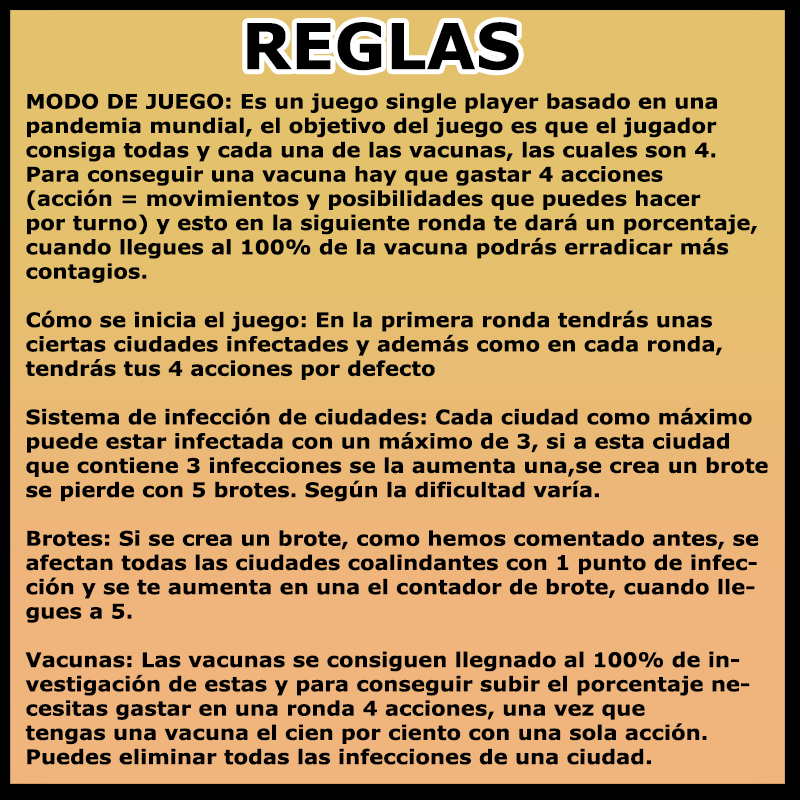 REGLAS
MODO DE JUEGO: Es un juego single player basado en una
pandemia mundial, el objetivo del juego es que el jugador
consiga todas y cada una de las vacunas, las cuales son 4.
Para conseguir una vacuna hay que gastar 4 acciones
(acción = movimientos y posibilidades que puedes hacer
por turno) y esto en la siguiente ronda te dará un porcentaje,
cuando llegues al 100% de la vacuna podrás erradicar más
contagios.
Cómo se inicia el juego: En la primera ronda tendrás unas
ciertas ciudades infectades y además como en cada ronda,
tendrás tus 4 acciones por defecto
Sistema de infección de ciudades: Cada ciudad como máximo
puede estar infectada con un máximo de 3, si a esta ciudad
que contiene 3 infecciones se la aumenta una,se crea un brote
se pierde con 5 brotes. Según la dificultad varía.
Brotes: Si se crea un brote, como hemos comentado antes, se
afectan todas las ciudades coalindantes con 1 punto de infec-
ción y se te aumenta en una el contador de brote, cuando lle-
gues a 5.
Vacunas: Las vacunas se consiguen llegnado al 100% de in-
vestigación de estas y para conseguir subir el porcentaje ne-
cesitas gastar en una ronda 4 acciones, una vez que
tengas una vacuna el cien por ciento con una sola acción.
Puedes eliminar todas las infecciones de una ciudad.